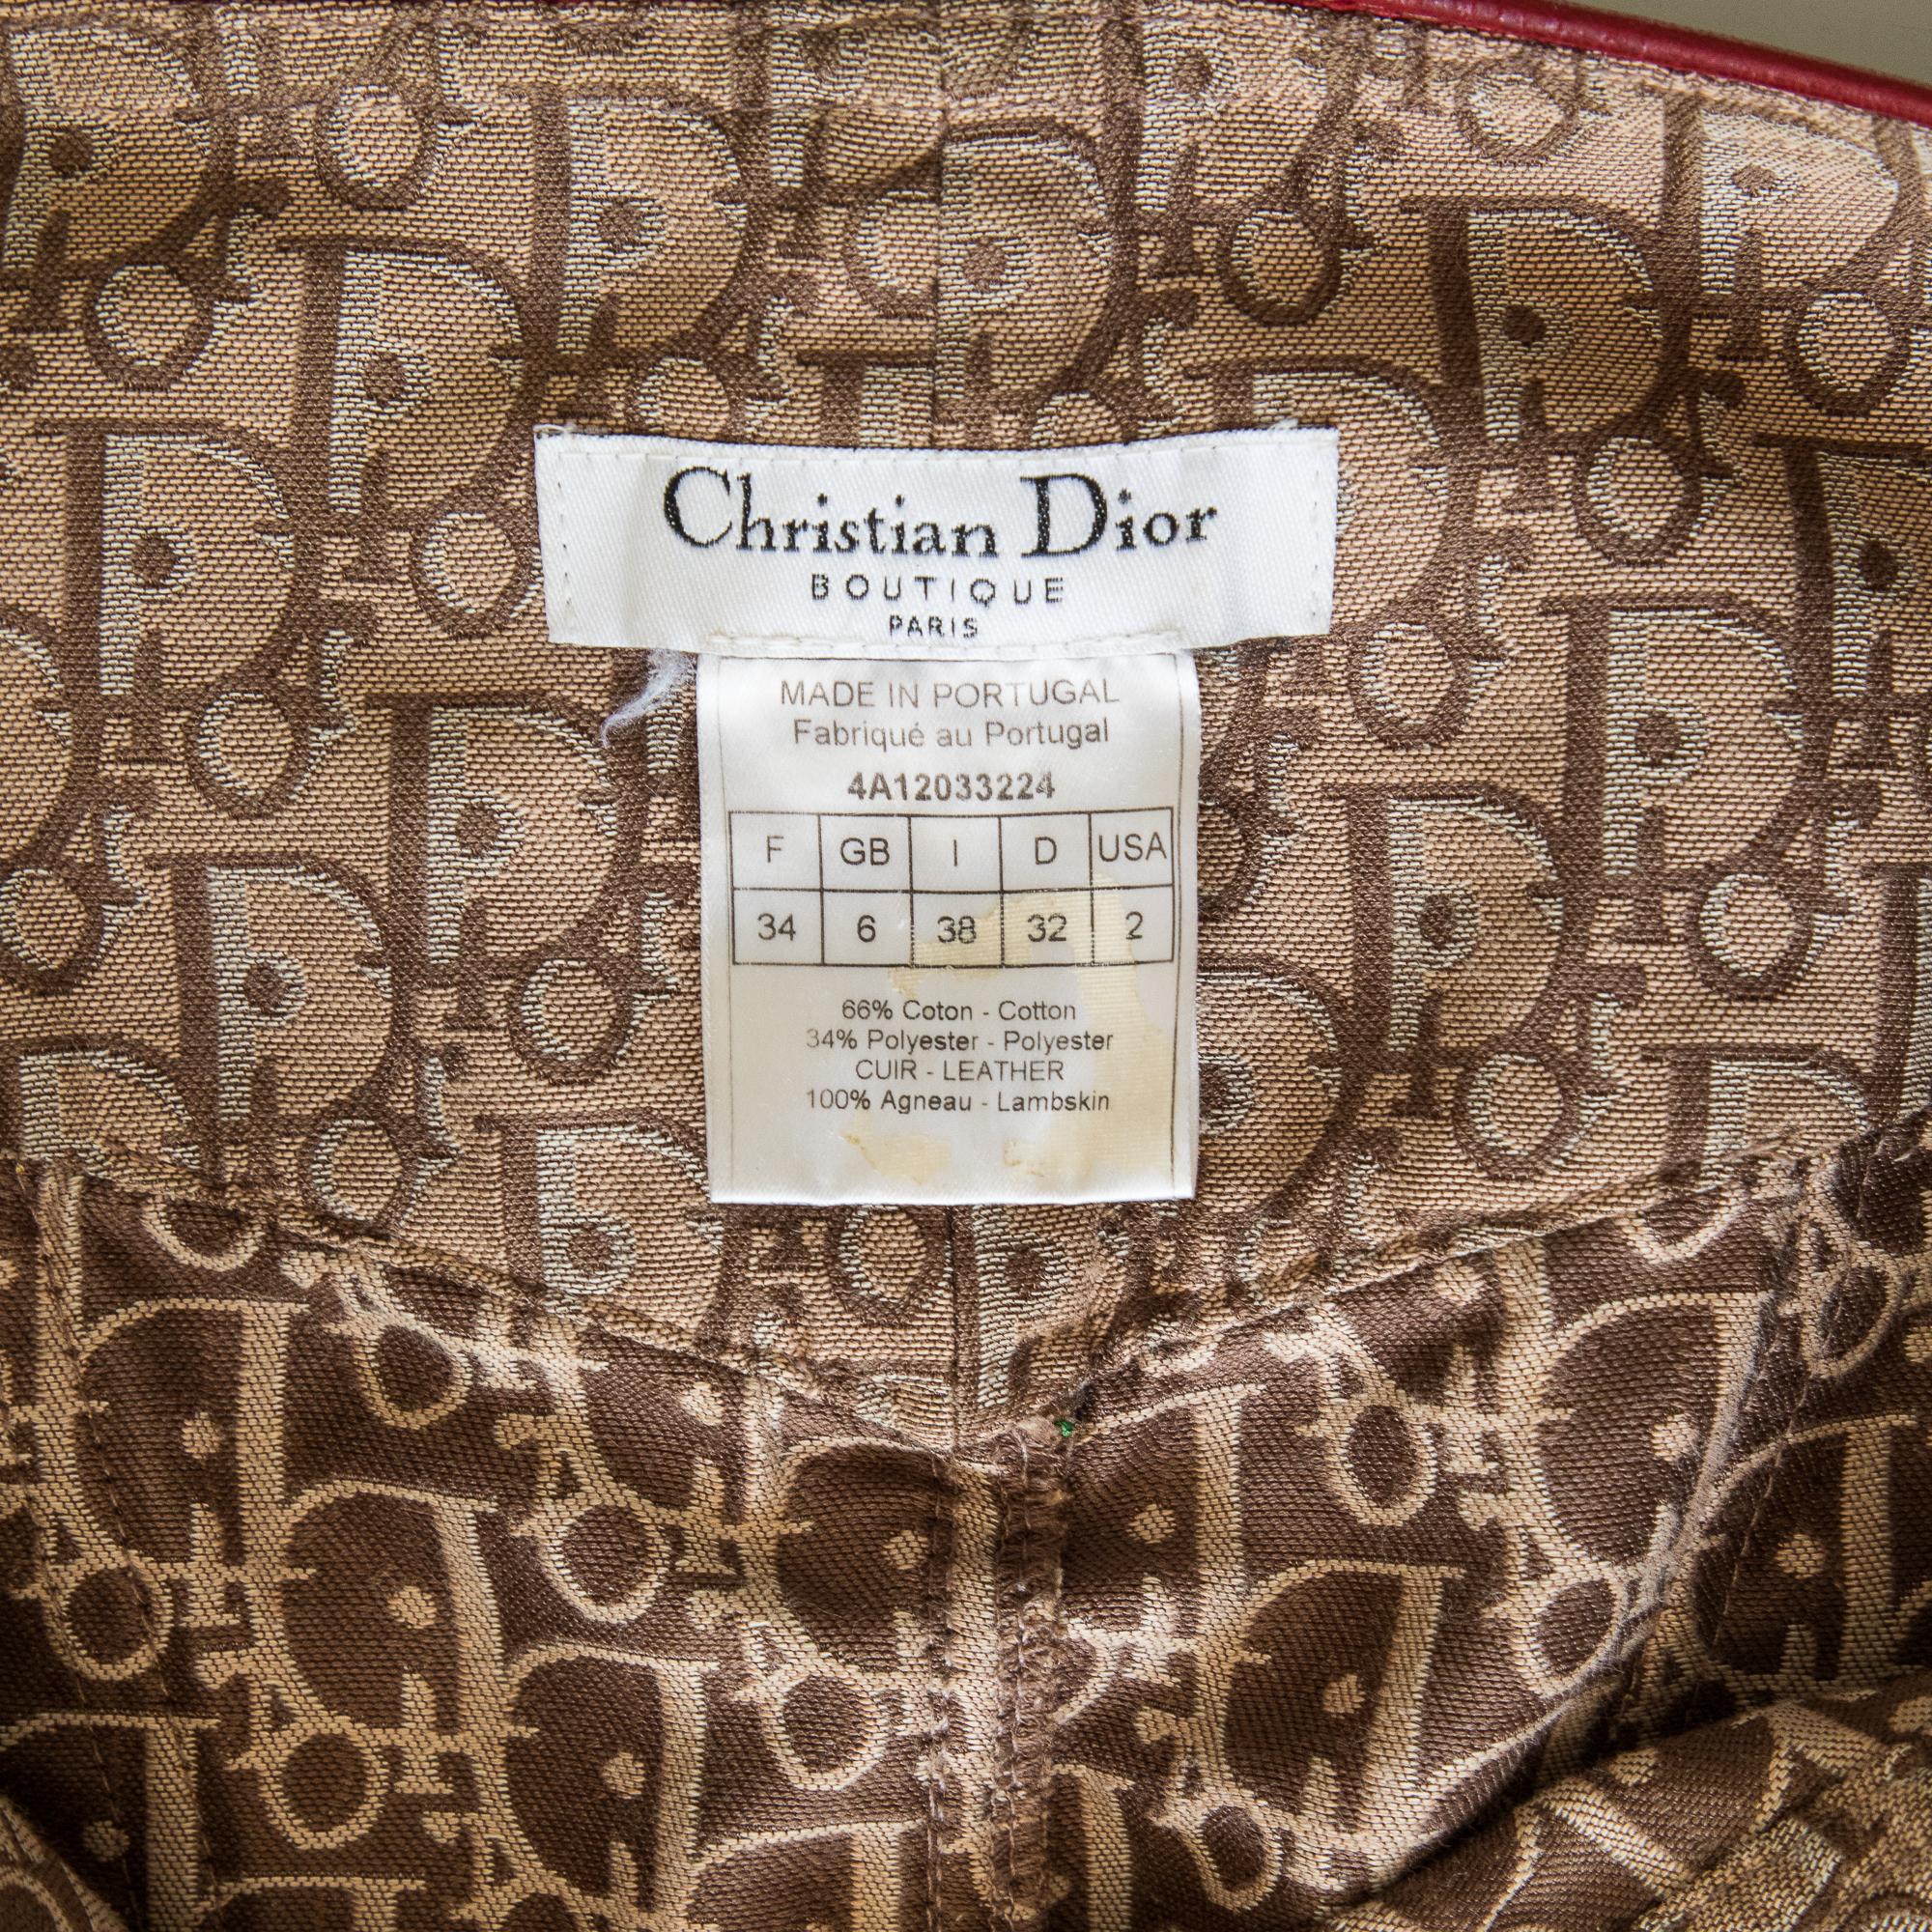 Christian Dior
BOUTIQUE
PARIS
MADE IN PORTUGAL
Fabriqué au Portugal
4A12033224
F GB I D USA
34 6 38 32 2
66% Coton - Cotton
34% Polyester - Polyester
CUIR - LEATHER
100% Agneau - Lambskin